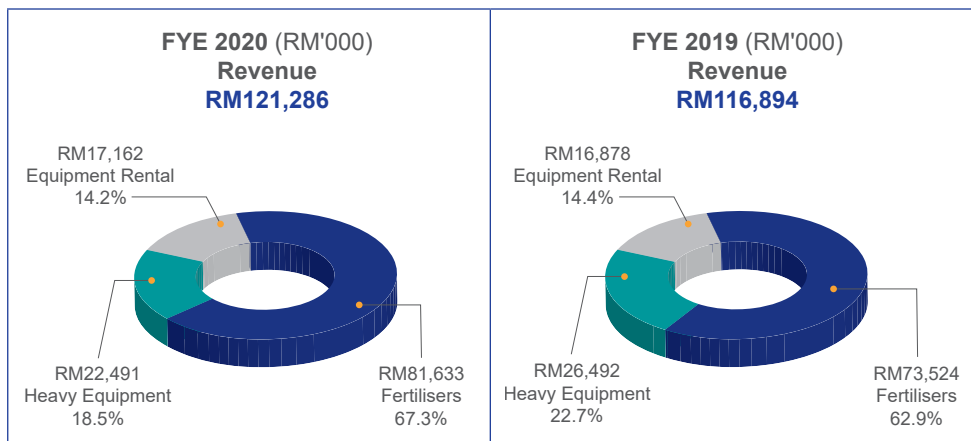 FYE 2020 (RM'000)
Revenue
RM121,286
RM17,162
Equipment Rental
14.2%
RM22,491
Heavy Equipment
18.5%
RM81,633
Fertilisers
67.3%
FYE 2019 (RM'000)
Revenue
RM116,894
RM16,878
Equipment Rental
14.4%
RM26,492
Heavy Equipment
22.7%
RM73,524
Fertilisers
62.9%